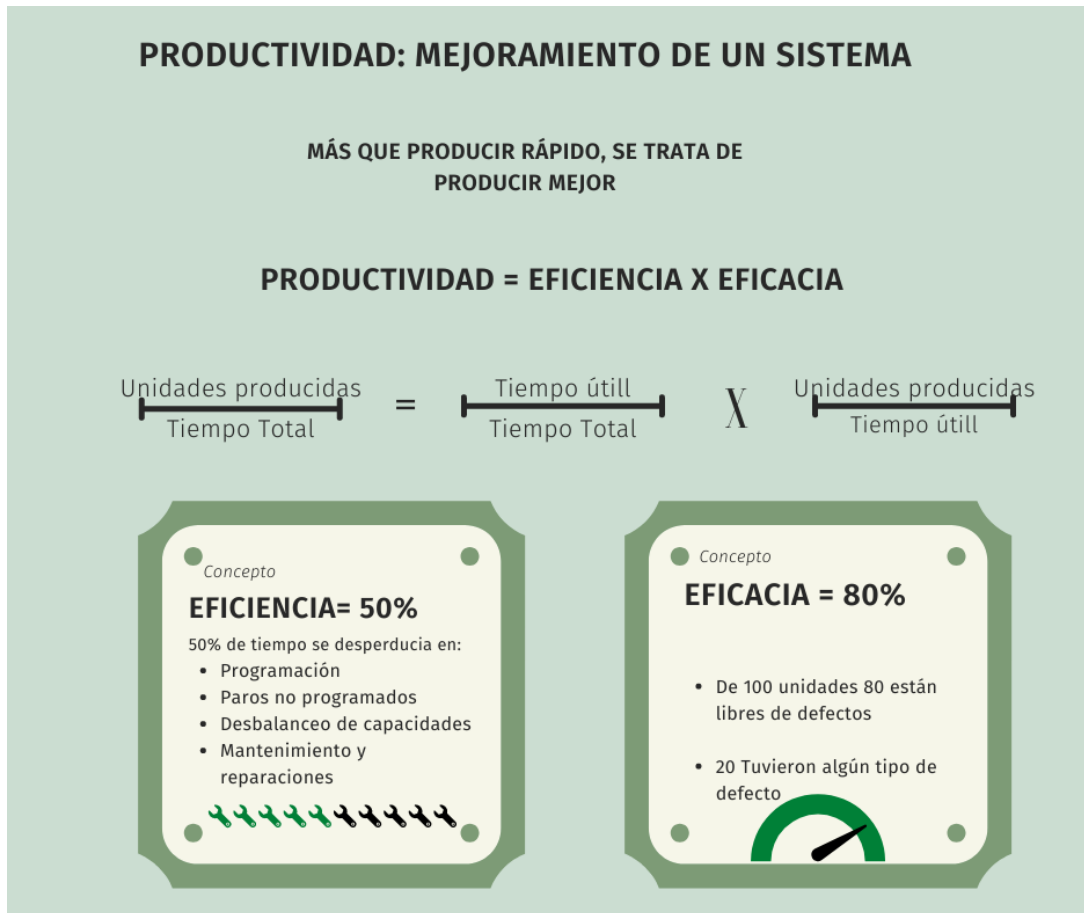 PRODUCTIVIDAD: MEJORAMIENTO DE UN SISTEMA
MÁS QUE PRODUCIR RÁPIDO, SE TRATA DE
PRODUCIR MEJOR
PRODUCTIVIDAD = EFICIENCIA X EFICACIA
Unidades producidas
Tiempo Total
=
Tiempo útill
Tiempo Total
X
Unidades producidas
Tiempo útill
Concepto
EFICIENCIA= 50%
50% de tiempo se desperducia en:
• Programación
• Paros no programados
• Desbalanceo de capacidades
• Mantenimiento y
reparaciones
Concepto
EFICACIA = 80%
• De 100 unidades 80 están
libres de defectos
• 20 Tuvieron algún tipo de
defecto